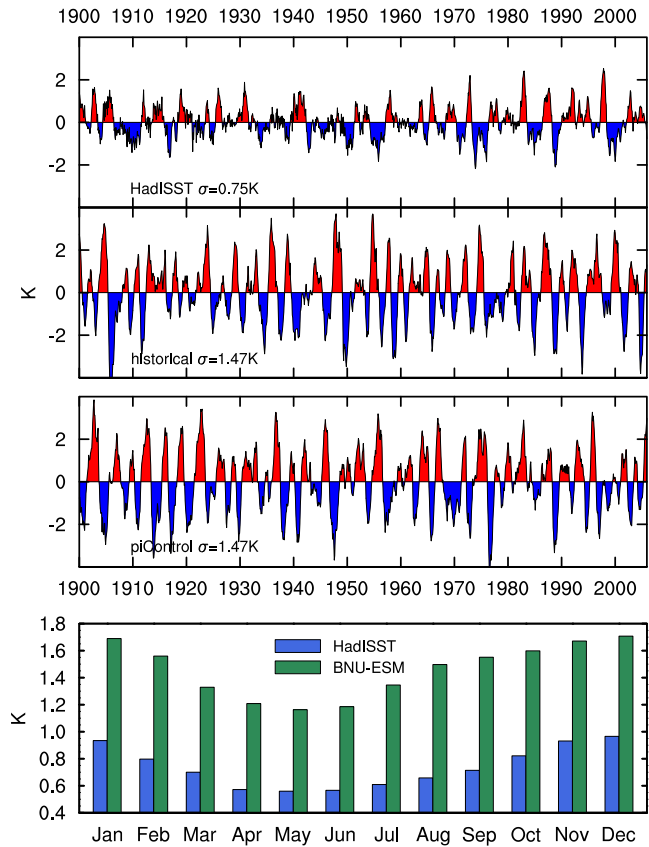 1900 1910 1920 1930 1940 1950 1960 1970 1980 1990 2000
2
0
-2
HadISST σ=0.75K
2
0
-2
K
historical σ=1.47K
2
0
-2
piControl σ=1.47K
1900 1910 1920 1930 1940 1950 1960 1970 1980 1990 2000
1.8
1.6
1.4
1.2
1.0
0.8
0.6
0.4
K
HadISST
BNU-ESM
Jan Feb Mar Apr May Jun Jul Aug Sep Oct Nov Dec